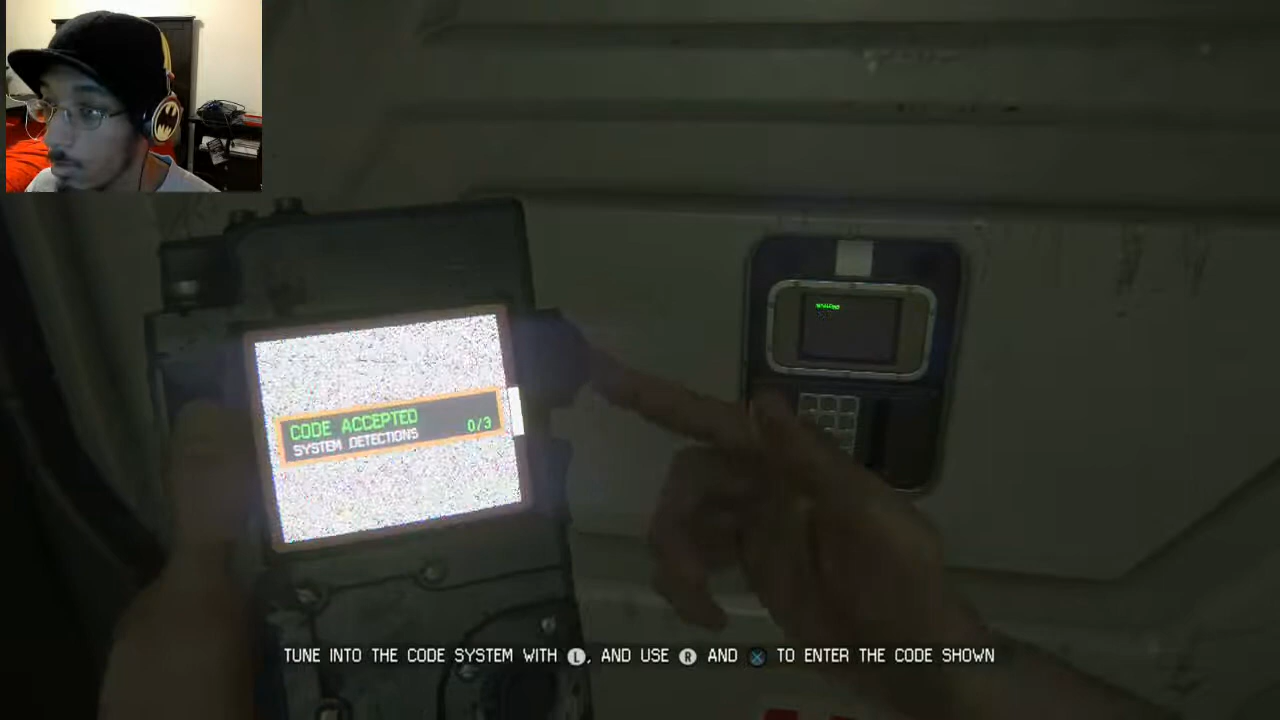 CODE ACCEPTED
SYSTEM DETECTIONS 0/3
TUNE INTO THE CODE SYSTEM WITH L, AND USE R AND X TO ENTER THE CODE SHOWN